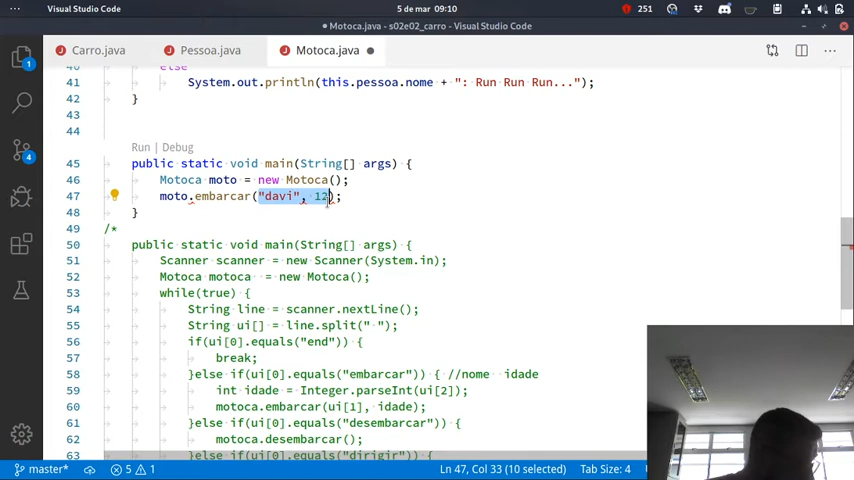 Visual Studio Code
5 de mar 09:10
251
Motoca.java - s02e02_carro - Visual Studio Code
Carro.java
Pessoa.java
Motoca.java
else
41 System.out.println(this.pessoa.nome + ": Run Run Run...");
42 }
43
44
Run | Debug
45 public static void main(String[] args) {
46 Motoca moto = new Motoca();
47 moto.embarcar("davi", 12);
48 }
49 /*
50 public static void main(String[] args) {
51 Scanner scanner = new Scanner(System.in);
52 Motoca motoca = new Motoca();
53 while(true) {
54 String line = scanner.nextLine();
55 String ui[] = line.split(" ");
56 if(ui[0].equals("end")) {
57 break;
58 }else if(ui[0].equals("embarcar")) { //nome idade
59 int idade = Integer.parseInt(ui[2]);
60 motoca.embarcar(ui[1], idade);
61 }else if(ui[0].equals("desembarcar")) {
62 motoca.desembarcar();
63 }else if(ui[0].equals("dirigir")) {
1
4
master* 5 1 Ln 47, Col 33 (10 selected) Tab Size: 4